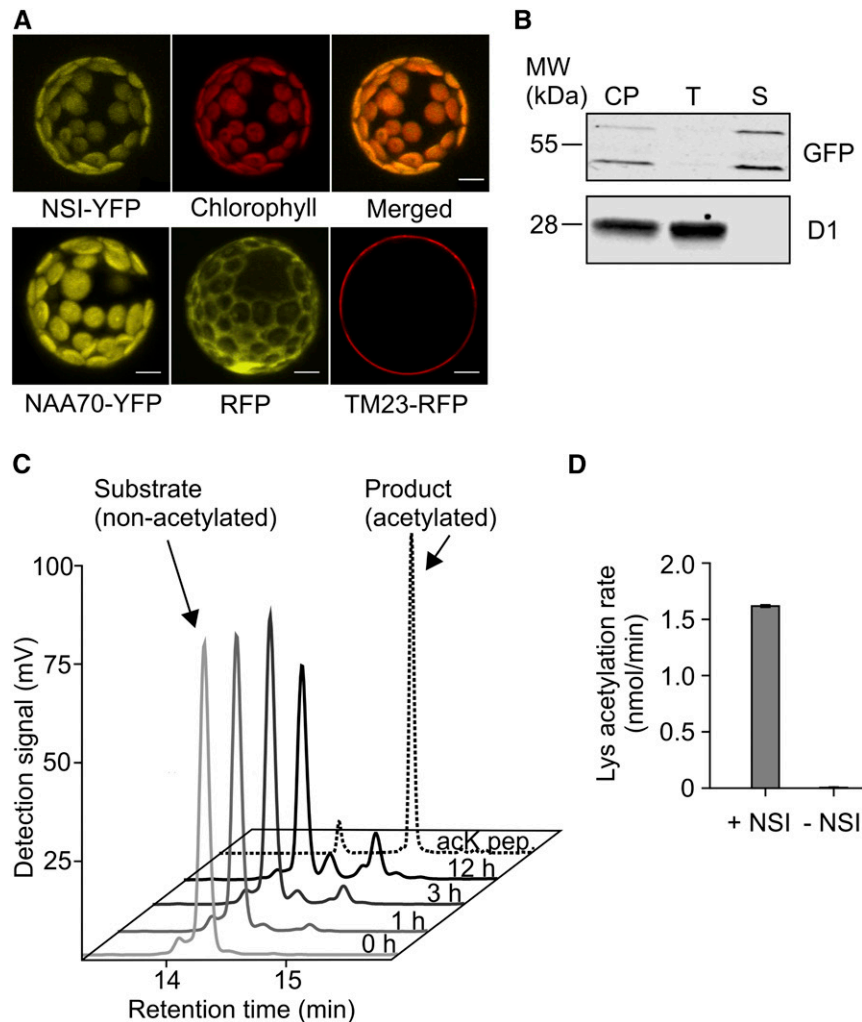 A
NSI-YFP Chlorophyll Merged
NAA70-YFP RFP TM23-RFP
B
MW
(kDa)
CP T S
55
GFP
28
D1
C
Substrate
(non-acetylated)
Product
(acetylated)
100
75
50
25
Detection signal (mV)
acK pep.
12 h
3 h
1 h
0 h
14 15
Retention time (min)
D
2.0
1.5
1.0
0.5
0
Lys acetylation rate
(nmol/min)
+ NSI - NSI